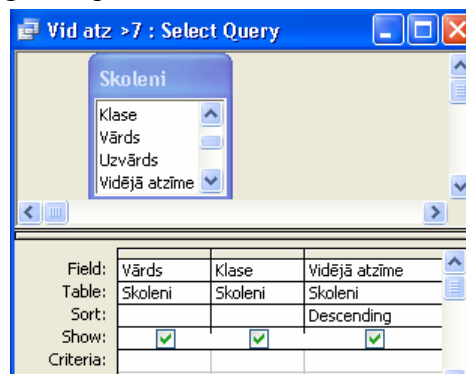 Vid atz >7 : Select Query
Skoleni
Klase
Vārds
Uzvārds
Vidējā atzīme
Field: Vārds Klase Vidējā atzīme
Table: Skoleni Skoleni Skoleni
Sort: Descending
Show:
Criteria: